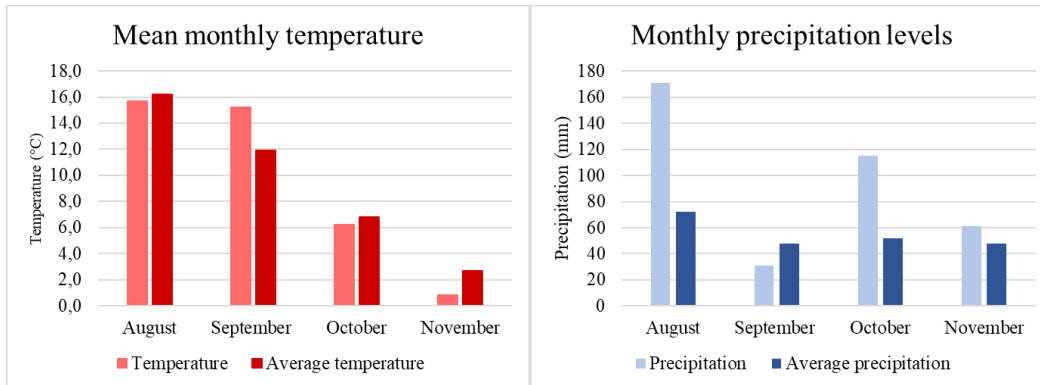 Mean monthly temperature
Temperature (°C)
18,0
16,0
14,0
12,0
10,0
8,0
6,0
4,0
2,0
0,0
August September October November
Temperature Average temperature
Monthly precipitation levels
Precipitation (mm)
180
160
140
120
100
80
60
40
20
0
August September October November
Precipitation Average precipitation